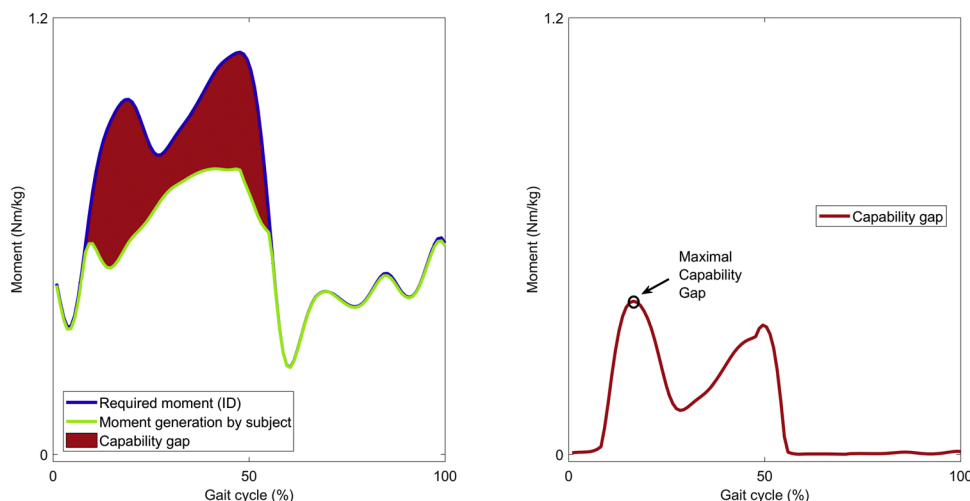 1.2
Moment (Nm/kg)
0
Required moment (ID)
Moment generation by subject
Capability gap
0
50
100
Gait cycle (%)
1.2
Moment (Nm/kg)
0
Capability gap
Maximal
Capability
Gap
0
50
100
Gait cycle (%)